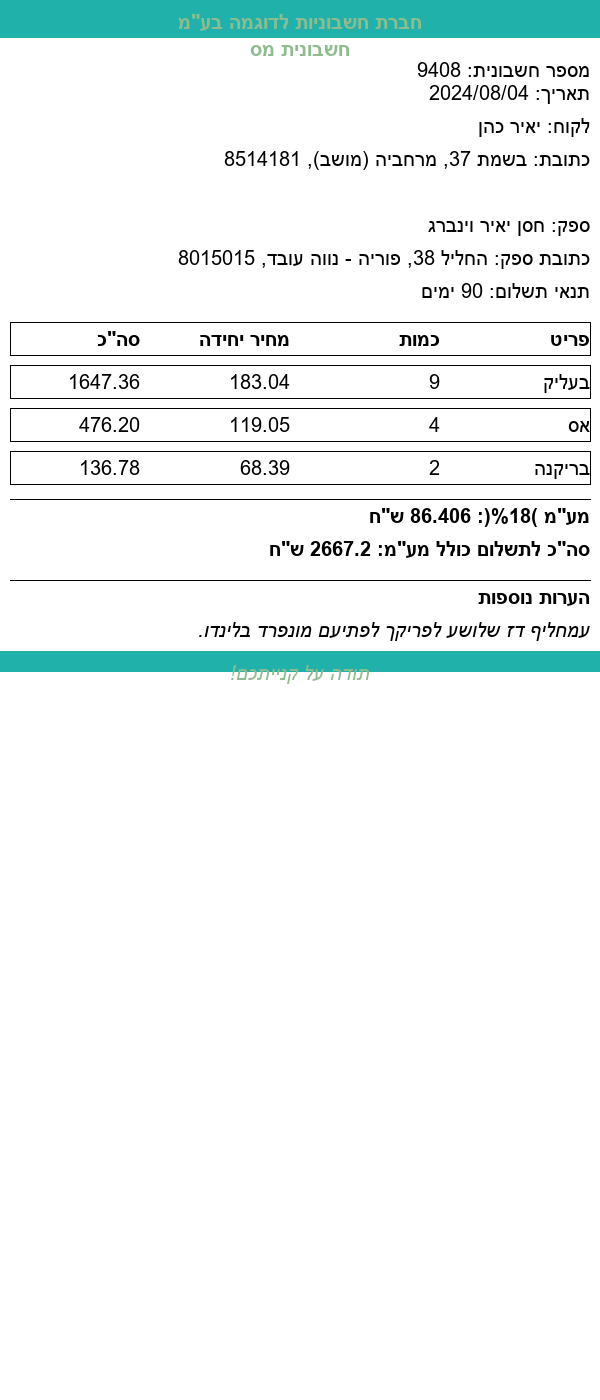 חברת חשבוניות לדוגמה בע"מ
חשבונית מס
מספר חשבונית: 9408
תאריך: 2024/08/04
לקוח: יאיר כהן
כתובת: בשמת 37, מרחביה (מושב), 8514181
ספק: חסן יאיר וינברג
כתובת ספק: החליל 38, פוריה - נווה עובד, 8015015
תנאי תשלום: 90 ימים
פריט כמות מחיר יחידה סה"כ
בעליק 9 183.04 1647.36
אס 4 119.05 476.20
בריקנה 2 68.39 136.78
מע"מ )18%(: 86.406 ש"ח
סה"כ לתשלום כולל מע"מ: 2667.2 ש"ח
הערות נוספות
עמחליף דז שלושע לפריקך לפתיעם מונפרד בלינדו.
תודה על קנייתכם!